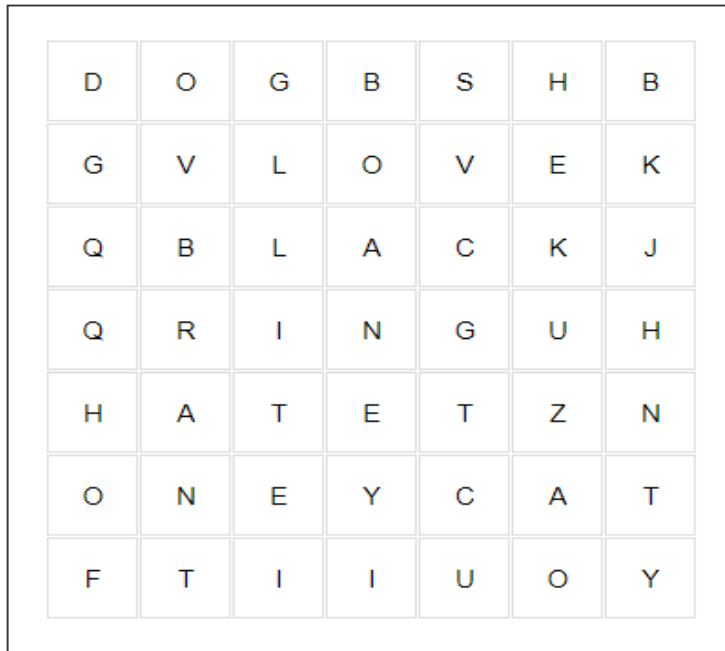 D O G B S H B
G V L O V E K
Q B L A C K J
Q R I N G U H
H A T E T Z N
O N E Y C A T
F T I I U O Y